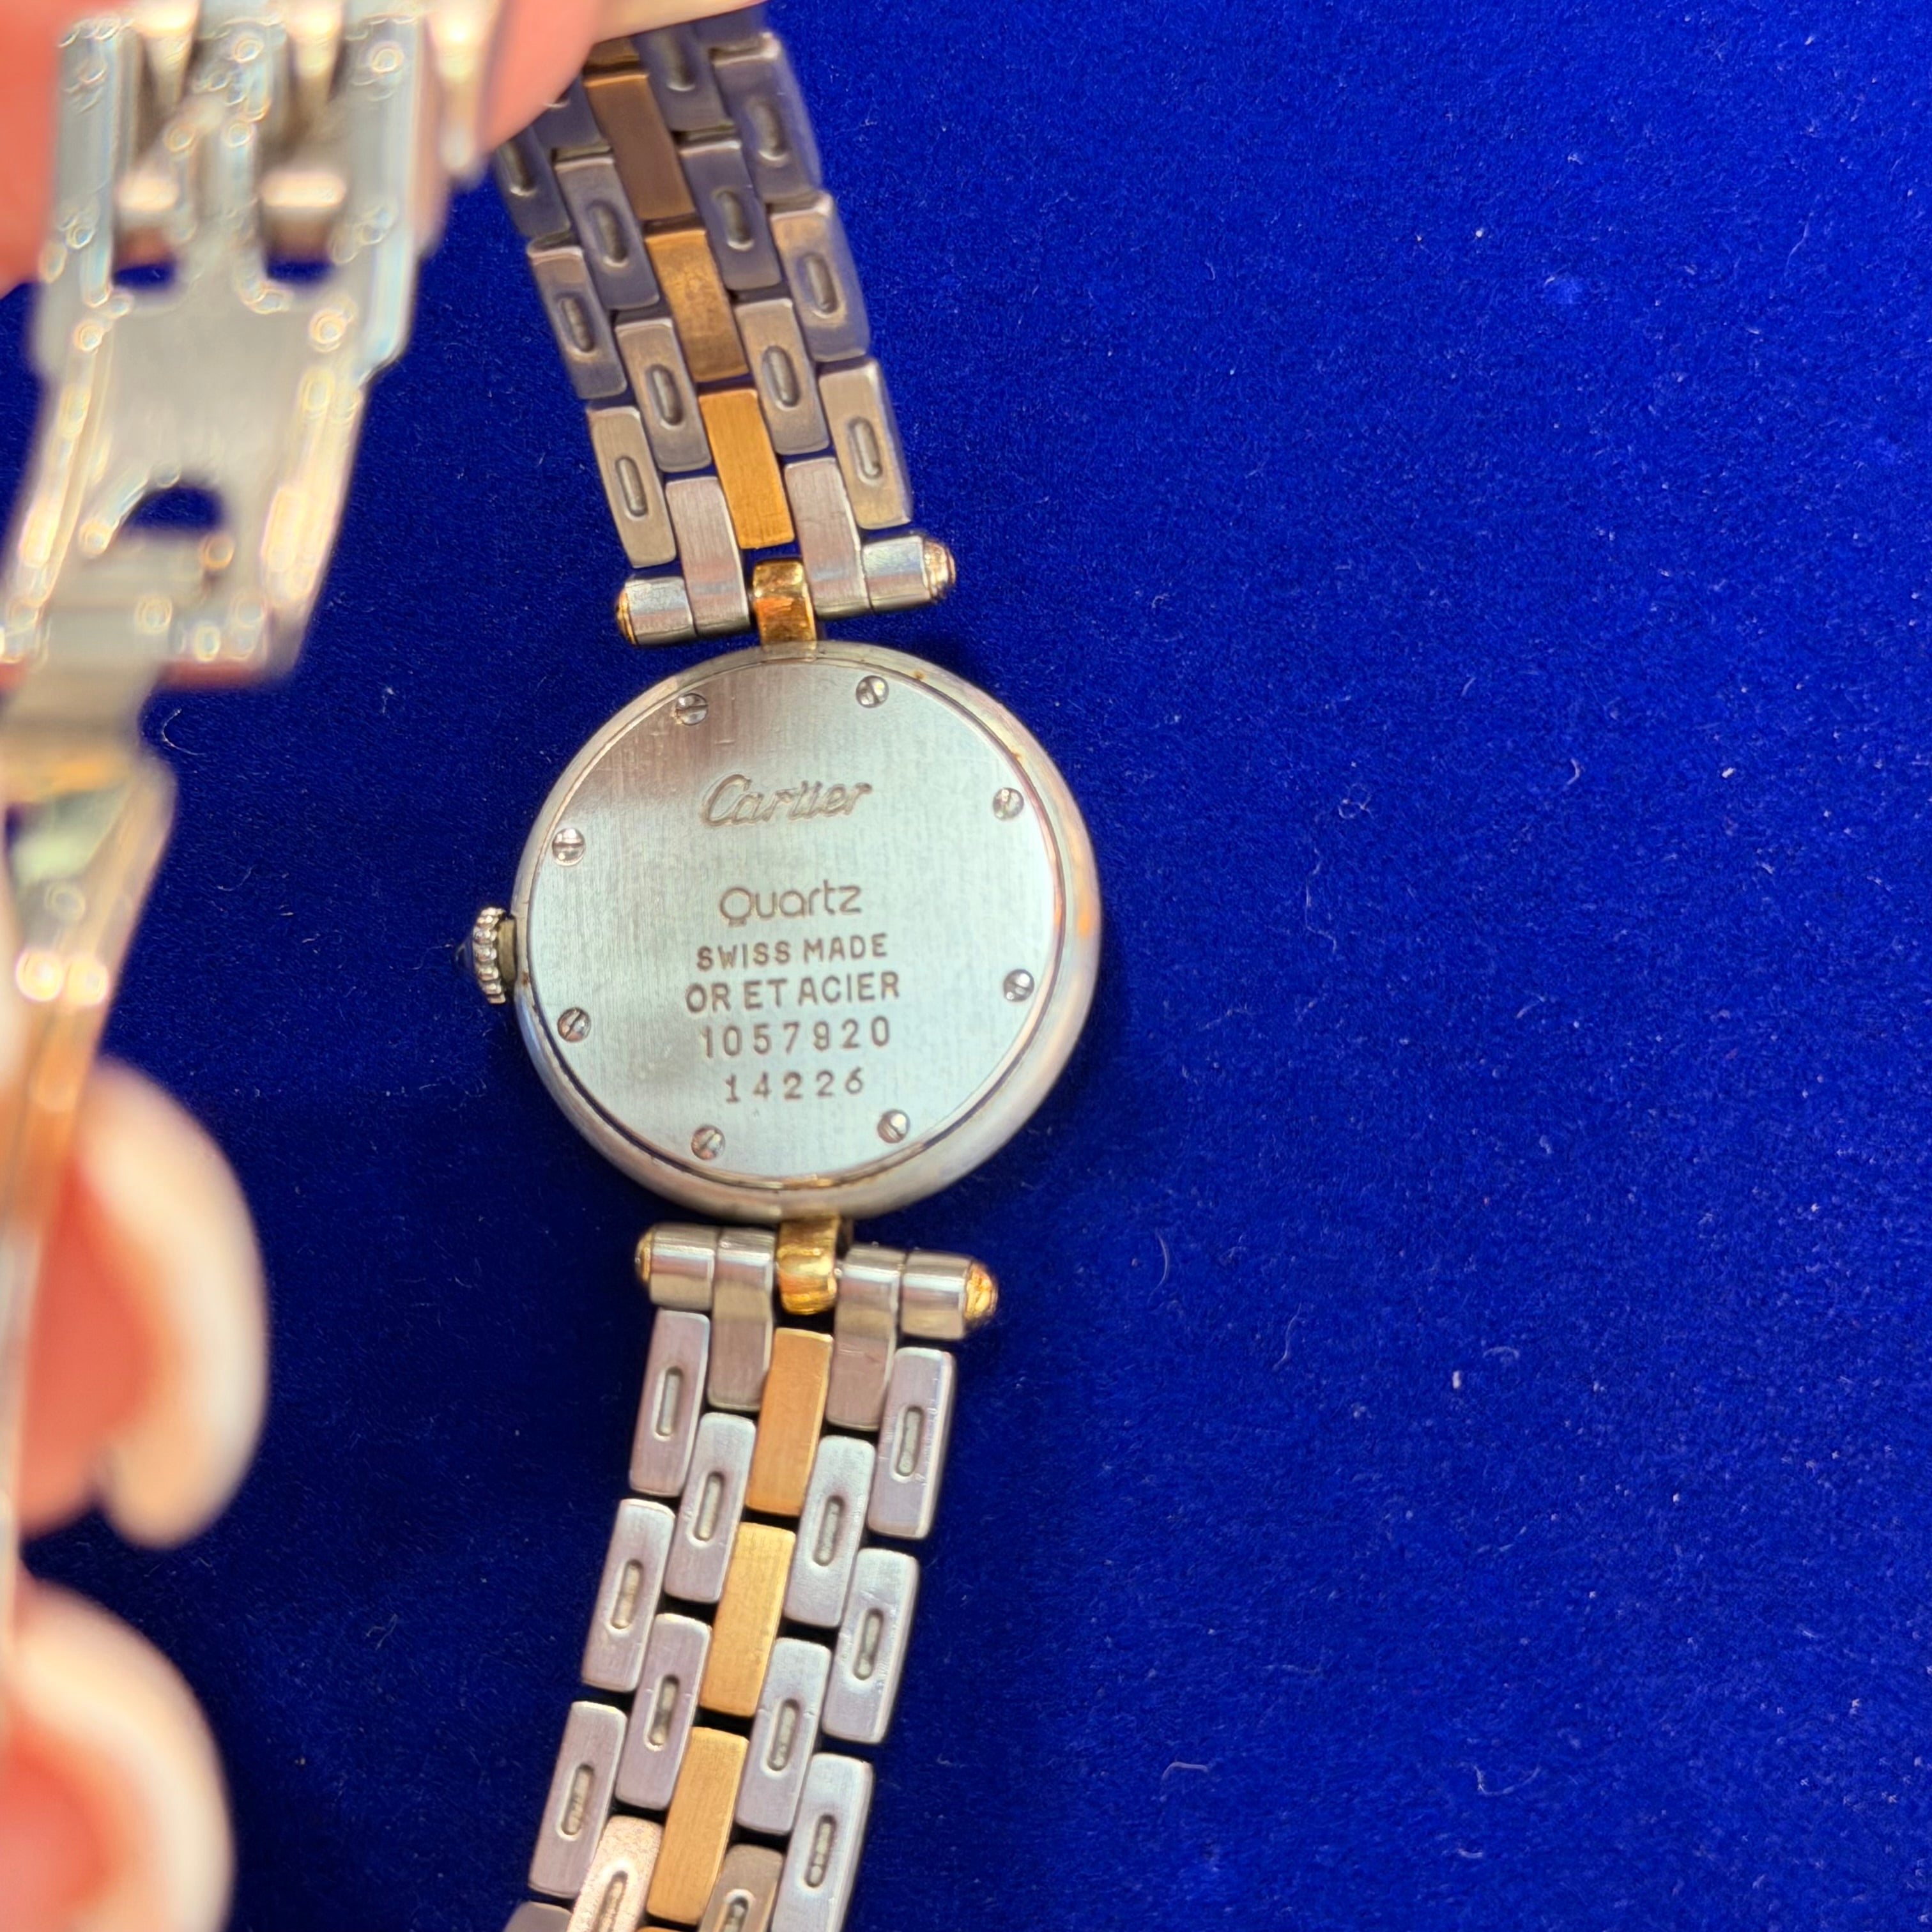 Cartier
Quartz
SWISS MADE
OR ET ACIER
1057920
14226